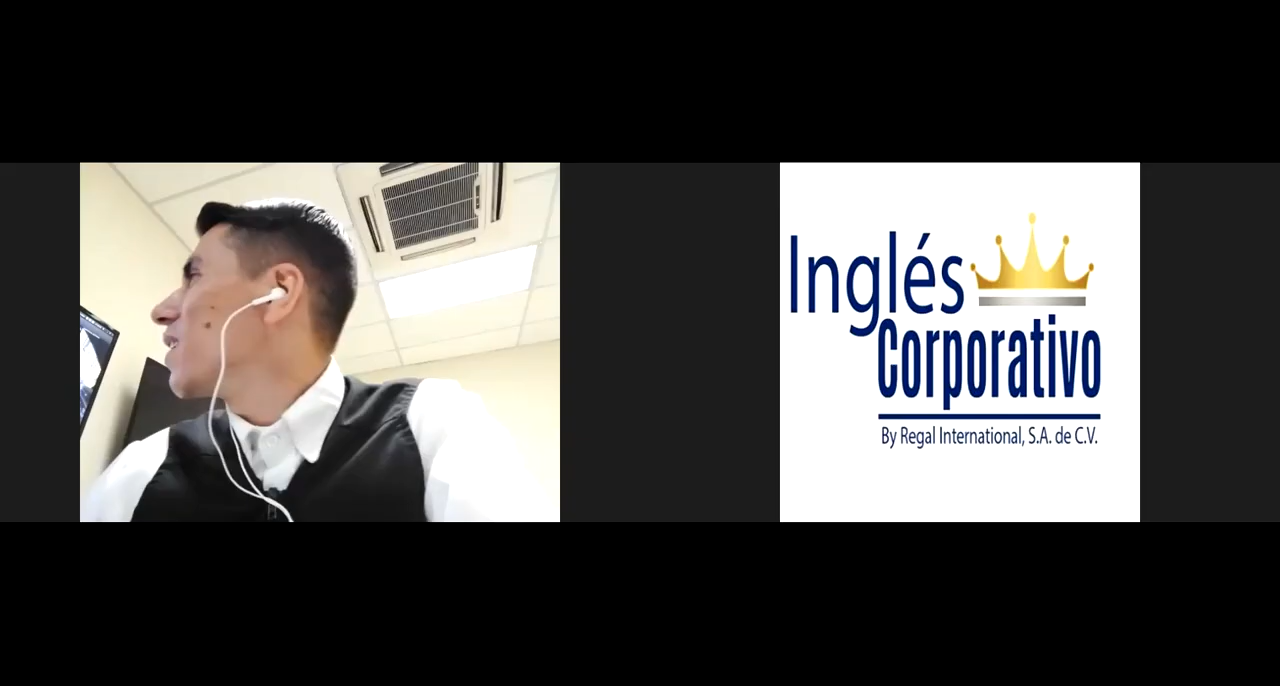 Inglés
Corporativo
By Regal International, S.A. de C.V.